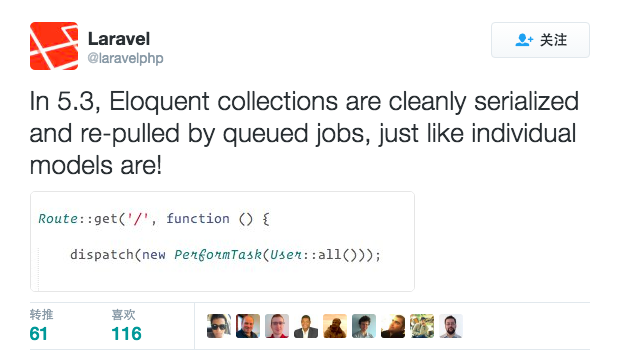 Laravel
@laravelphp
关注
In 5.3, Eloquent collections are cleanly serialized
and re-pulled by queued jobs, just like individual
models are!
Route::get('/', function () {
dispatch(new PerformTask(User::all()));
转推 喜欢
61 116